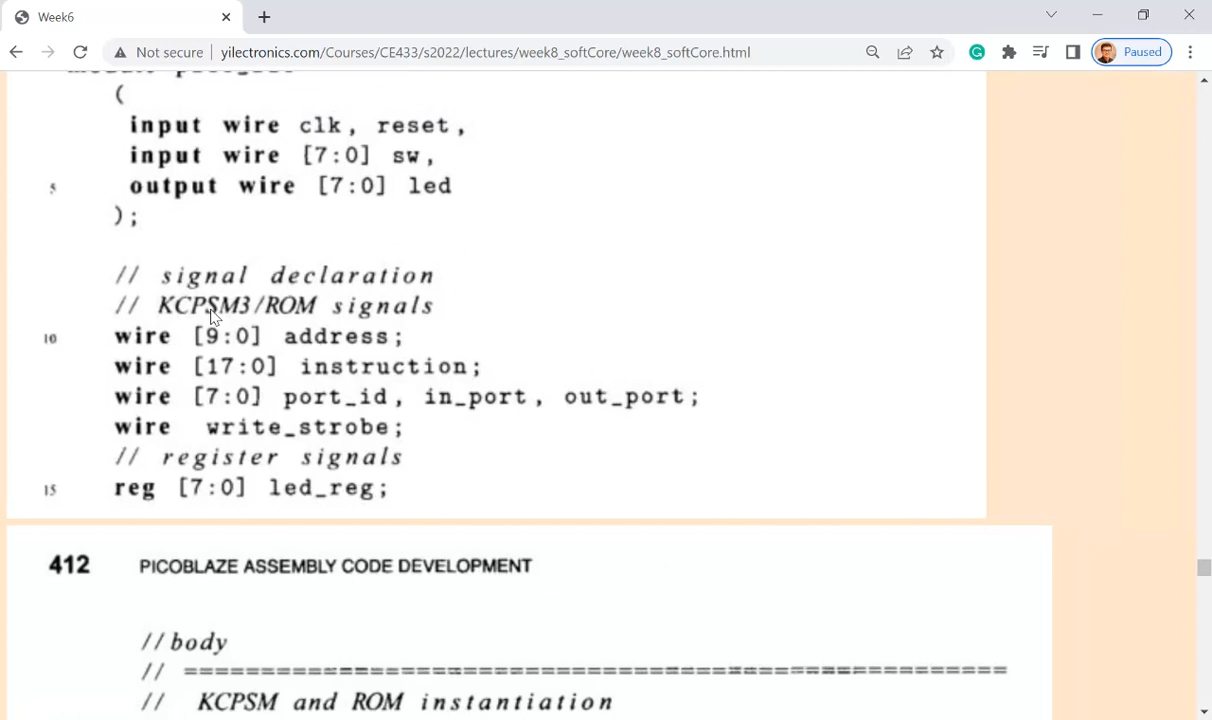 Week6
Not secure yilectronics.com/Courses/CE433/s2022/lectures/week8_softCore/week8_softCore.html Paused
(
input wire clk, reset,
input wire [7:0] sw,
5 output wire [7:0] led
);
// signal declaration
// KCPSM3/ROM signals
10 wire [9:0] address;
wire [17:0] instruction;
wire [7:0] port_id, in_port, out_port;
wire write_strobe;
// register signals
15 reg [7:0] led_reg;
412 PICOBLAZE ASSEMBLY CODE DEVELOPMENT
//body
// =====================================================
// KCPSM and ROM instantiation